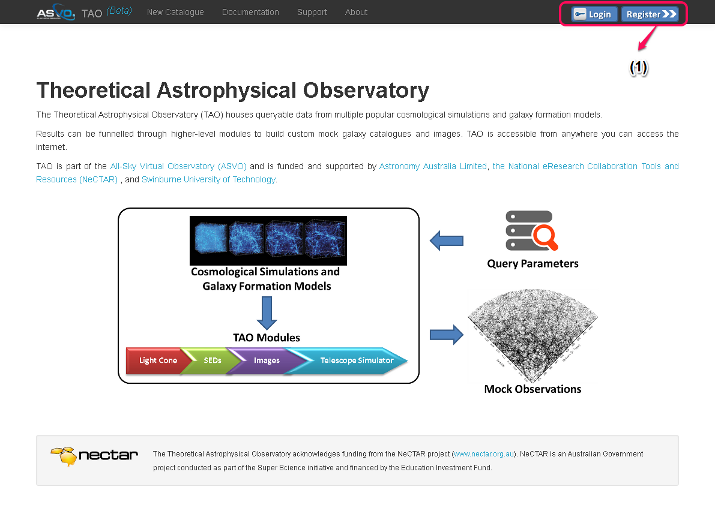 ASVO TAO (Beta) New Catalogue Documentation Support About Login Register
(1)
Theoretical Astrophysical Observatory
The Theoretical Astrophysical Observatory (TAO) houses queryable data from multiple popular cosmological simulations and galaxy formation models.
Results can be funnelled through higher-level modules to build custom mock galaxy catalogues and images. TAO is accessible from anywhere you can access the
internet.
TAO is part of the All-Sky Virtual Observatory (ASVO) and is funded and supported by Astronomy Australia Limited, the National eResearch Collaboration Tools and
Resources (NeCTAR) , and Swinburne University of Technology.
Cosmological Simulations and
Galaxy Formation Models
Query Parameters
TAO Modules
Light Cone SEDs Images Telescope Simulator
Mock Observations
nectar
The Theoretical Astrophysical Observatory acknowledges funding from the NeCTAR project (www.nectar.org.au). NeCTAR is an Australian Government
project conducted as part of the Super Science initiative and financed by the Education Investment Fund.